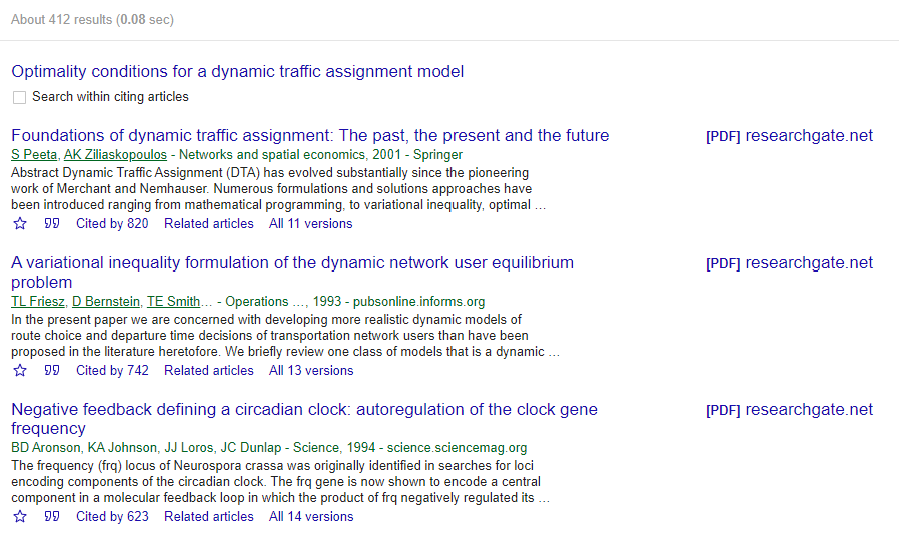 About 412 results (0.08 sec)
Optimality conditions for a dynamic traffic assignment model
Search within citing articles
Foundations of dynamic traffic assignment: The past, the present and the future
[PDF] researchgate.net
S Peeta, AK Ziliaskopoulos - Networks and spatial economics, 2001 - Springer
Abstract Dynamic Traffic Assignment (DTA) has evolved substantially since the pioneering
work of Merchant and Nemhauser. Numerous formulations and solutions approaches have
been introduced ranging from mathematical programming, to variational inequality, optimal …
Cited by 820 Related articles All 11 versions
A variational inequality formulation of the dynamic network user equilibrium
problem
[PDF] researchgate.net
TL Friesz, D Bernstein, TE Smith… - Operations …, 1993 - pubsonline.informs.org
In the present paper we are concerned with developing more realistic dynamic models of
route choice and departure time decisions of transportation network users than have been
proposed in the literature heretofore. We briefly review one class of models that is a dynamic …
Cited by 742 Related articles All 13 versions
Negative feedback defining a circadian clock: autoregulation of the clock gene
frequency
[PDF] researchgate.net
BD Aronson, KA Johnson, JJ Loros, JC Dunlap - Science, 1994 - science.sciencemag.org
The frequency (frq) locus of Neurospora crassa was originally identified in searches for loci
encoding components of the circadian clock. The frq gene is now shown to encode a central
component in a molecular feedback loop in which the product of frq negatively regulated its …
Cited by 623 Related articles All 14 versions